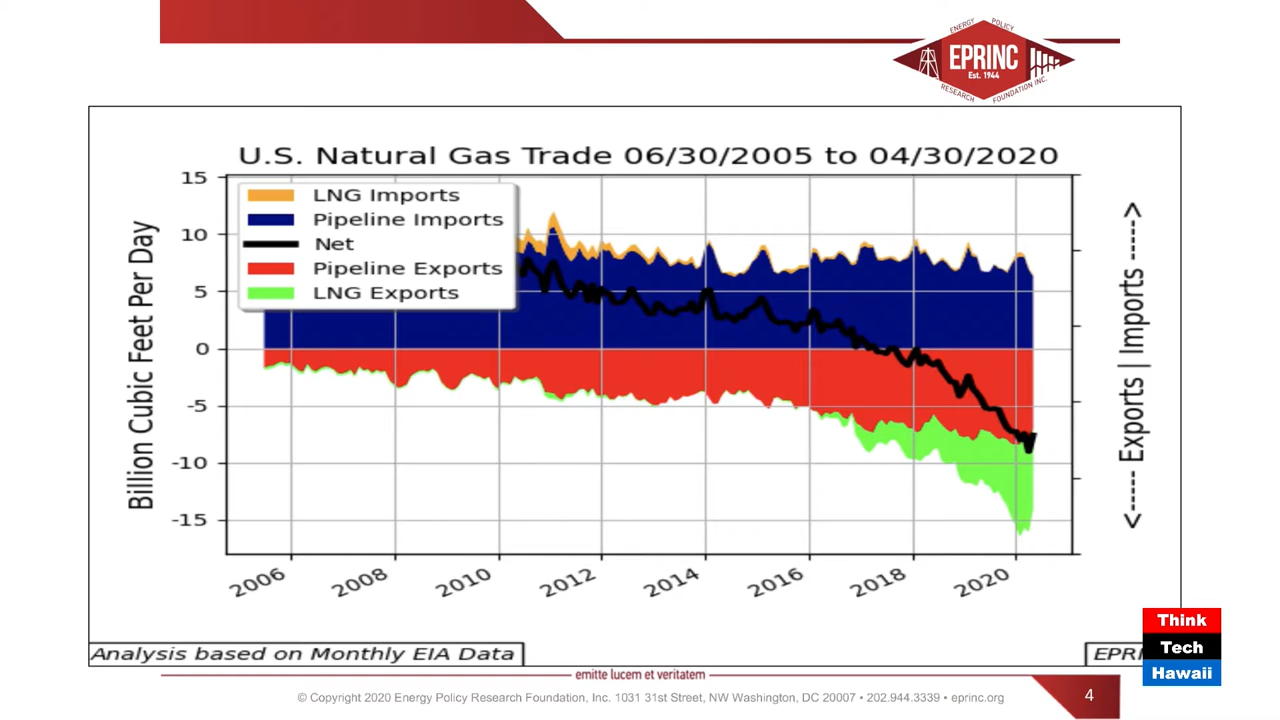 ENERGY POLICY
EPRINC
Est. 1944
RESEARCH FOUNDATION INC.
U.S. Natural Gas Trade 06/30/2005 to 04/30/2020
15
10
5
0
-5
-10
-15
Billion Cubic Feet Per Day
LNG Imports
Pipeline Imports
Net
Pipeline Exports
LNG Exports
<----- Exports | Imports ----->
2006 2008 2010 2012 2014 2016 2018 2020
Analysis based on Monthly EIA Data
EPRI
Think
Tech
Hawaii
emitte lucem et veritatem
© Copyright 2020 Energy Policy Research Foundation, Inc. 1031 31st Street, NW Washington, DC 20007 • 202.944.3339 • eprinc.org
4